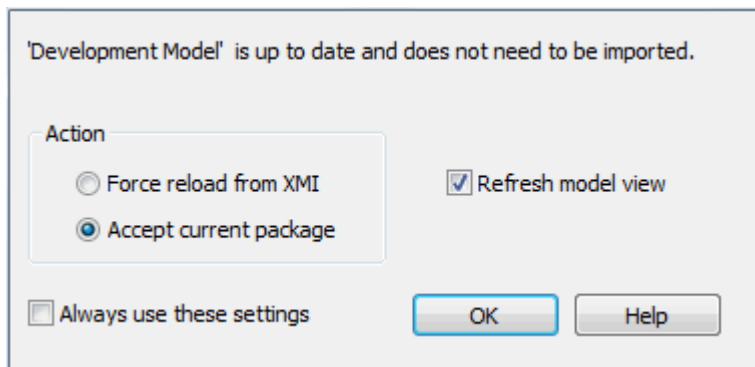 'Development Model' is up to date and does not need to be imported.
Action
Force reload from XMI
Refresh model view
Accept current package
Always use these settings
OK
Help